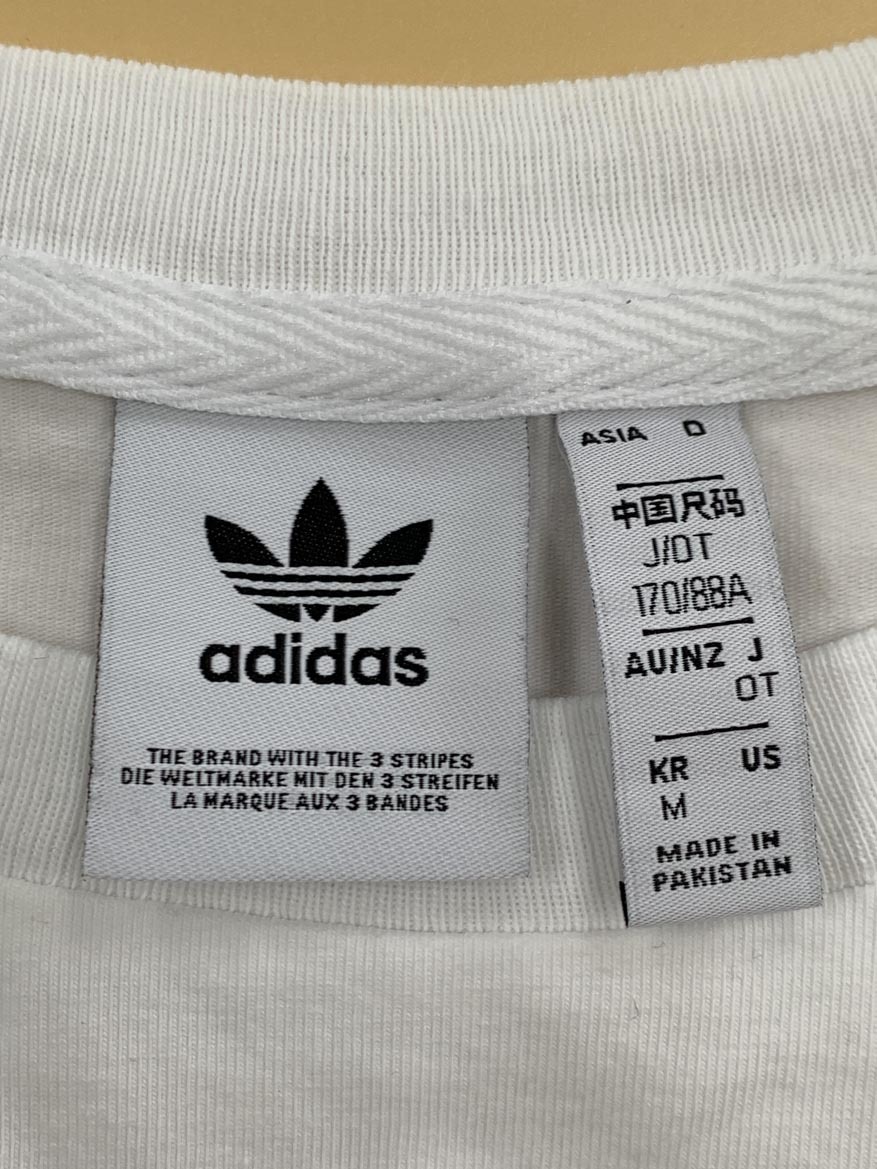 adidas
THE BRAND WITH THE 3 STRIPES
DIE WELTMARKE MIT DEN 3 STREIFEN
LA MARQUE AUX 3 BANDES
ASIA D
中国尺码
J/OT
170/88A
AU/NZ J
OT
KR US
M
MADE IN
PAKISTAN